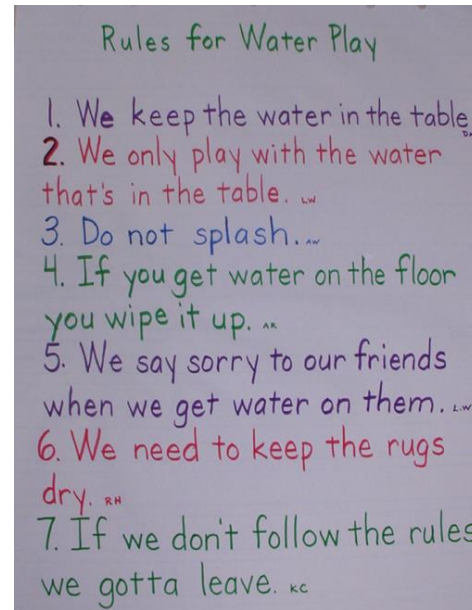 Rules for Water Play
1. We keep the water in the table
2. We only play with the water
that's in the table. LW
3. Do not splash. AW
4. If you get water on the floor
you wipe it up. AR
5. We say sorry to our friends
when we get water on them. L.W
6. We need to keep the rugs
dry. RH
7. If we don't follow the rules
we gotta leave. KC